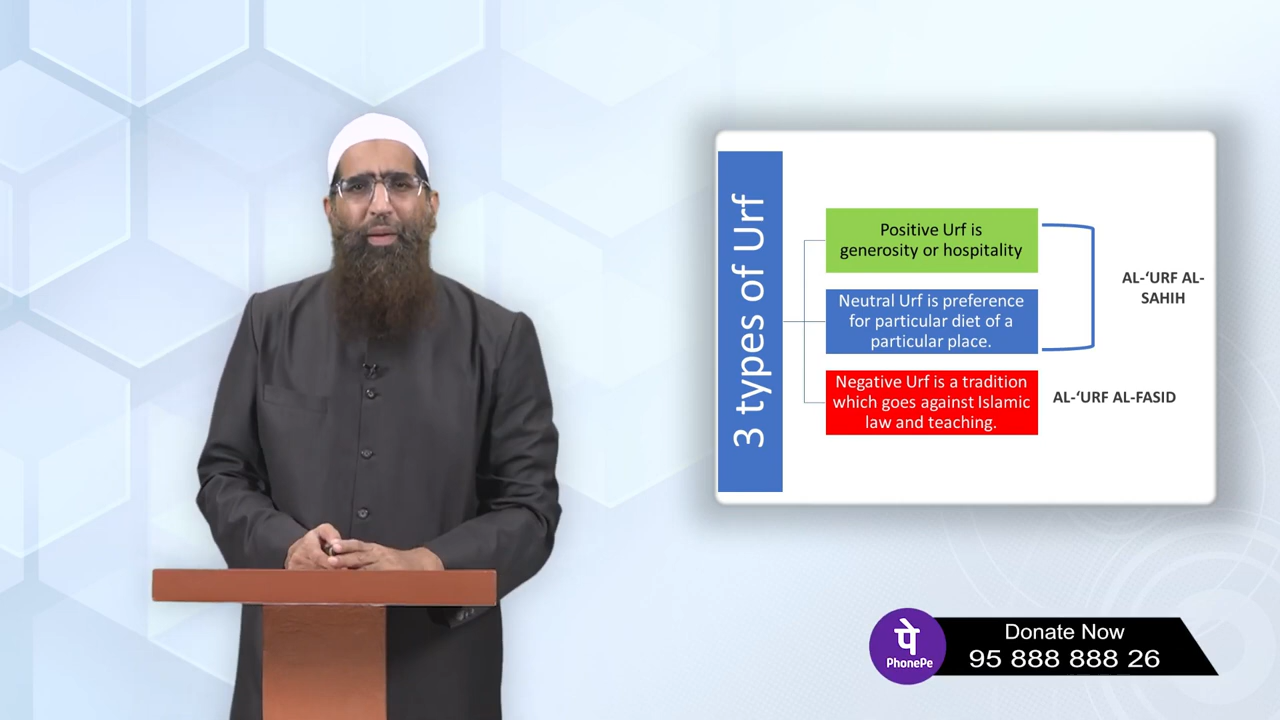 3 types of Urf
Positive Urf is
generosity or hospitality
Neutral Urf is preference
for particular diet of a
particular place.
Negative Urf is a tradition
which goes against Islamic
law and teaching.
AL-‘URF AL-
SAHIH
AL-‘URF AL-FASID
पे
PhonePe
Donate Now
95 888 888 26